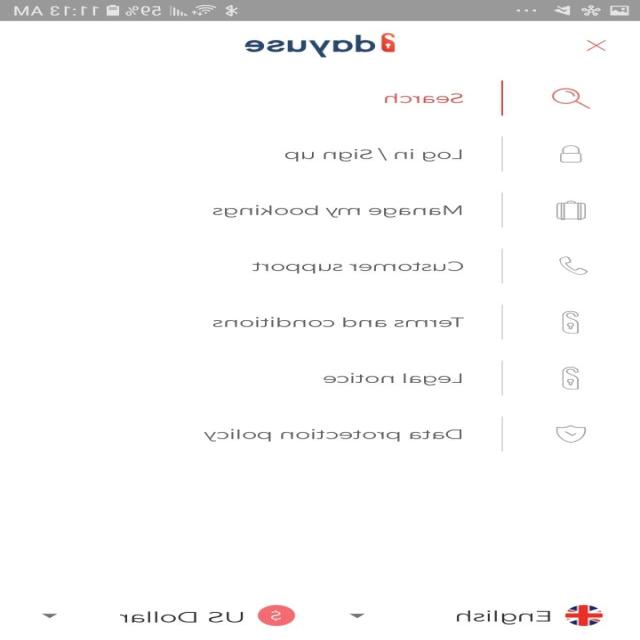 59% 11:13 AM
dayuse
Search
Log in / Sign up
Manage my bookings
Customer support
Terms and conditions
Legal notice
Data protection policy
English
$ US Dollar